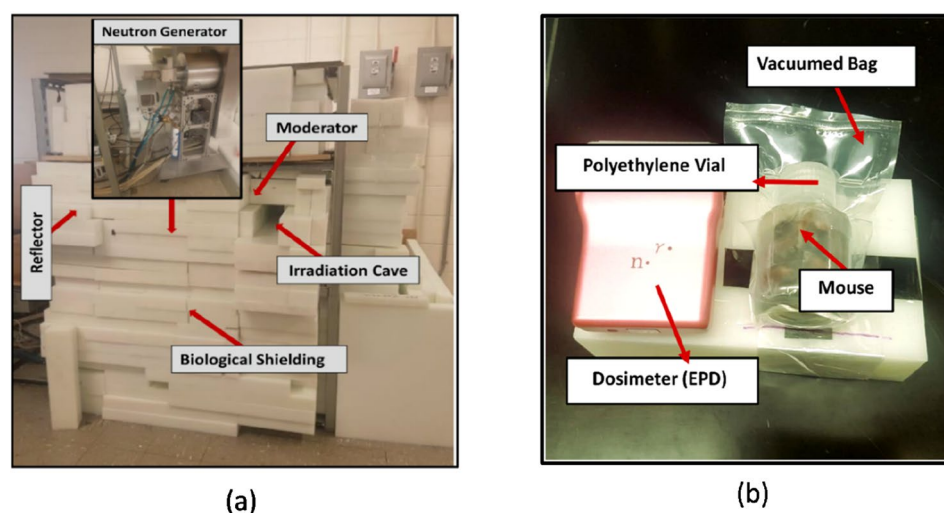 Neutron Generator
Moderator
Reflector
Irradiation Cave
Biological Shielding
(a)
Vacuumed Bag
Polyethylene Vial
n• γ•
Mouse
Dosimeter (EPD)
(b)